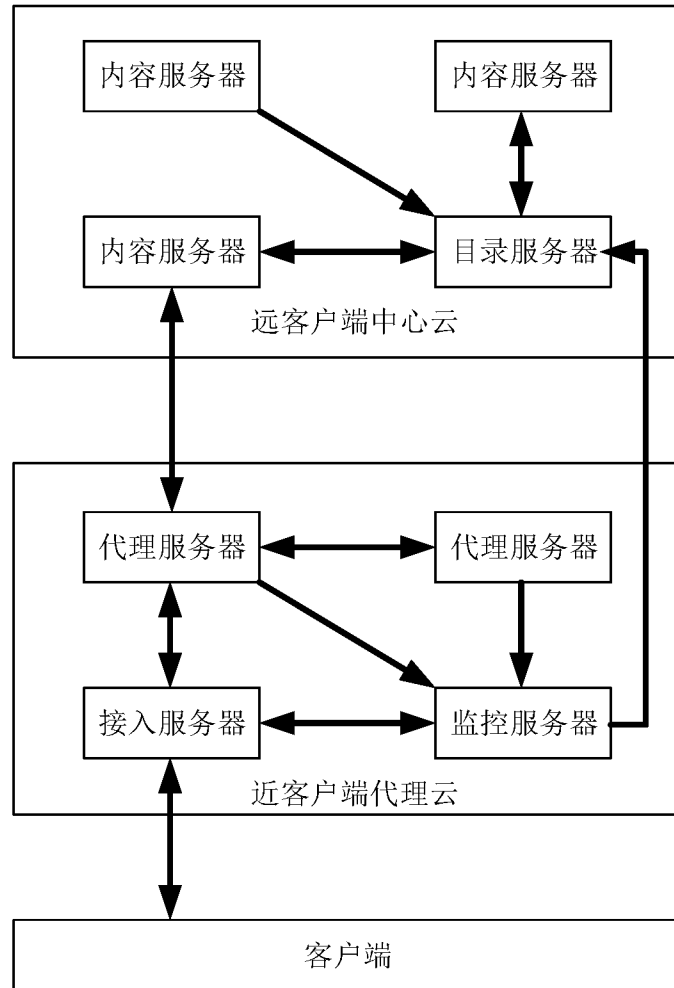 内容服务器
内容服务器
内容服务器
目录服务器
远客户端中心云
代理服务器
代理服务器
接入服务器
监控服务器
近客户端代理云
客户端